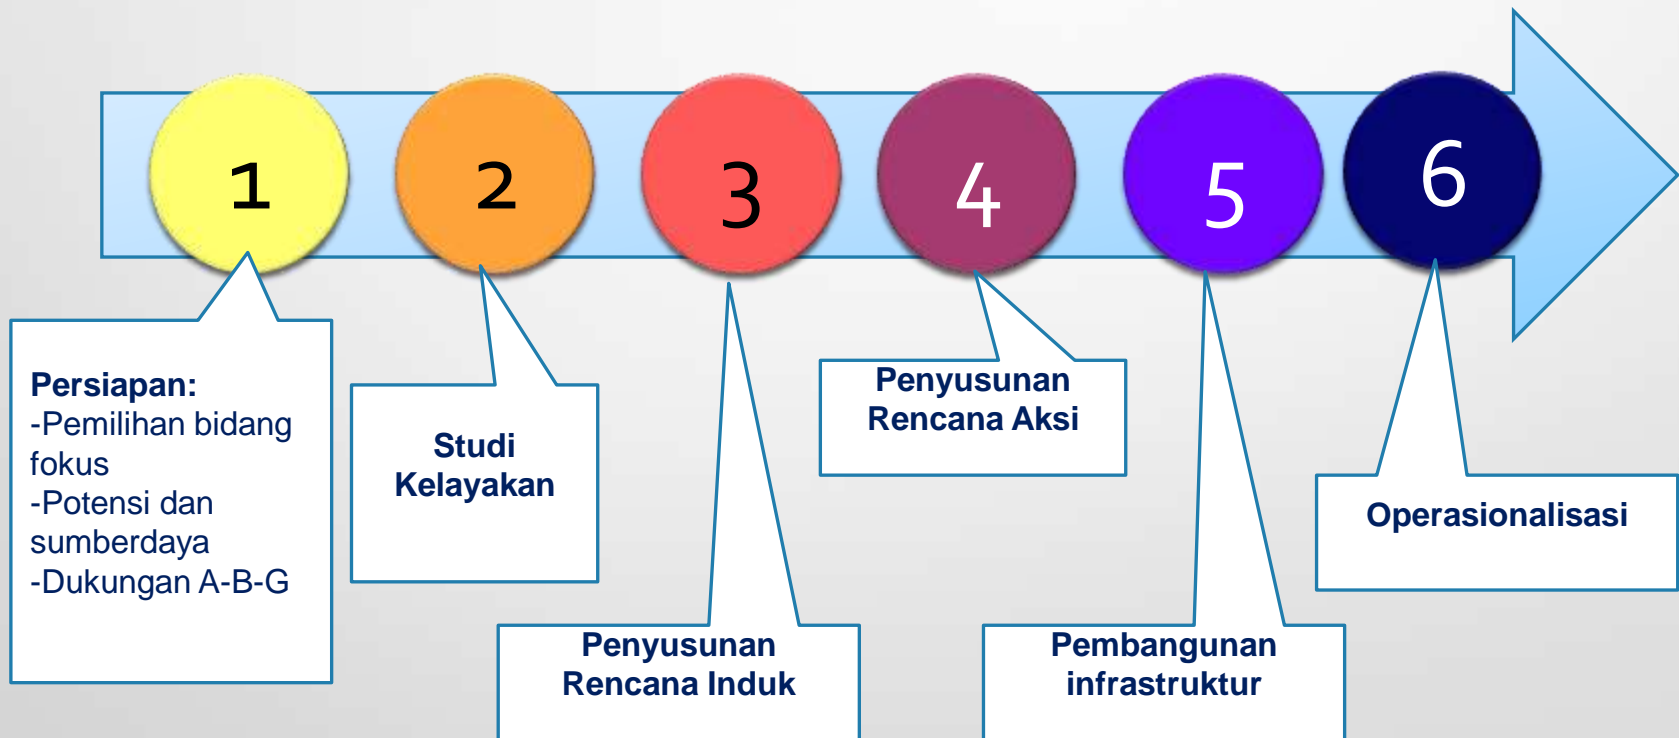 1
2
3
4
5
6
Persiapan:
-Pemilihan bidang
fokus
-Potensi dan
sumberdaya
-Dukungan A-B-G
Studi
Kelayakan
Penyusunan
Rencana Induk
Penyusunan
Rencana Aksi
Pembangunan
infrastruktur
Operasionalisasi